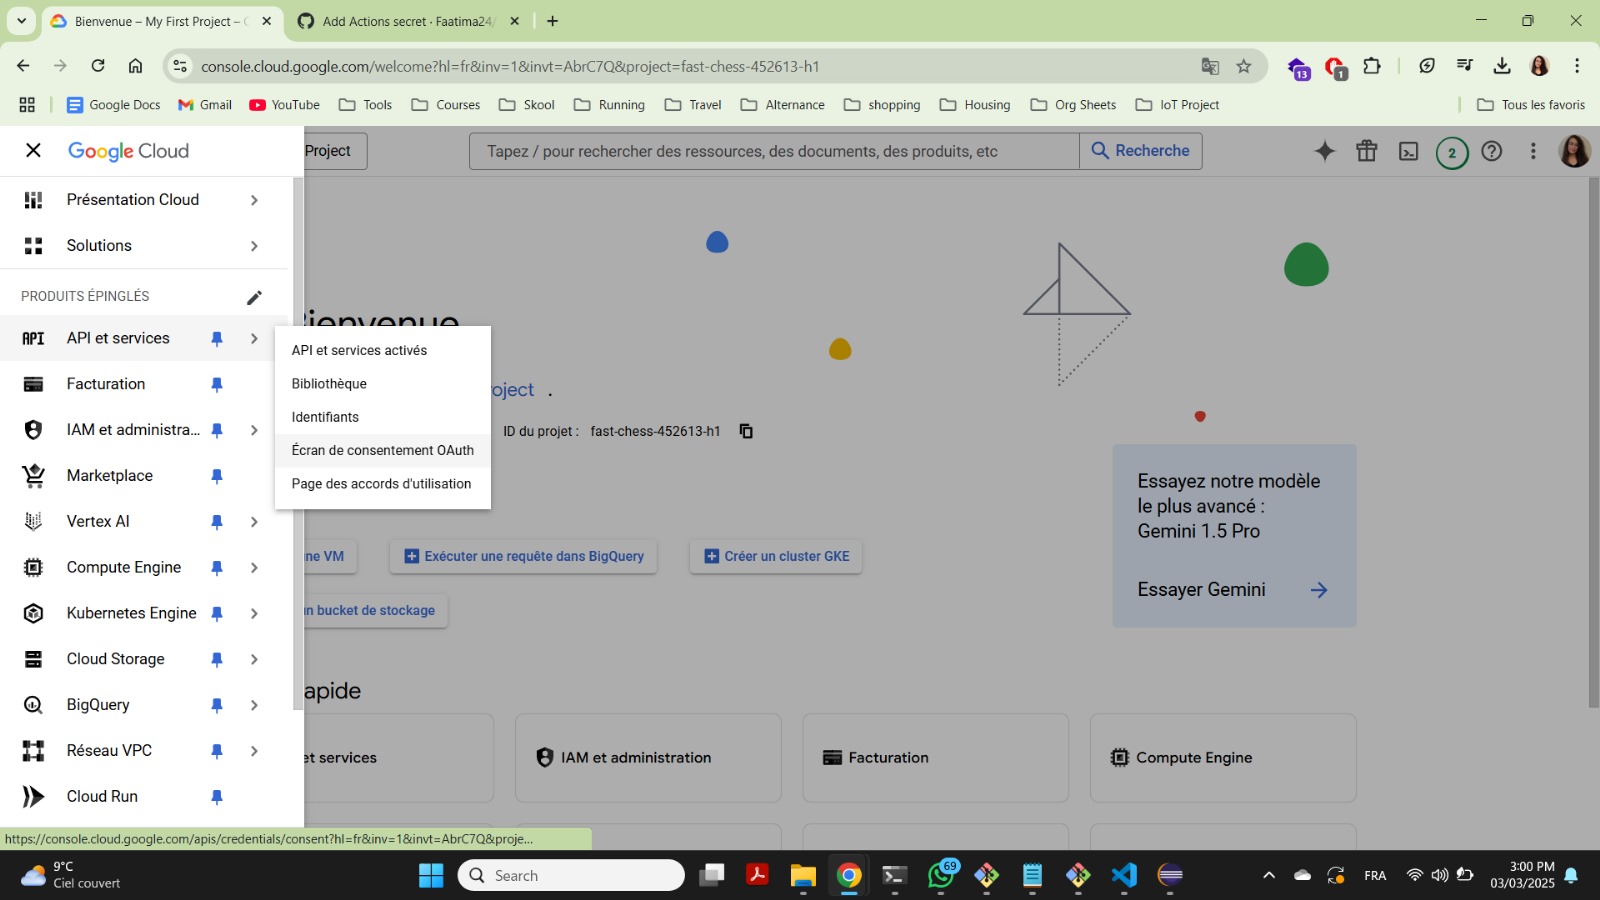 Bienvenue – My First Project –
Add Actions secret · Faatima24/
console.cloud.google.com/welcome?hl=fr&inv=1&invt=AbrC7Q&project=fast-chess-452613-h1
13
1
Google Docs
Gmail
YouTube
Tools
Courses
Skool
Running
Travel
Alternance
shopping
Housing
Org Sheets
IoT Project
Tous les favoris
Google Cloud
Project
Tapez / pour rechercher des ressources, des documents, des produits, etc
Recherche
2
Présentation Cloud
Solutions
PRODUITS ÉPINGLÉS
API
API et services
Facturation
IAM et administra...
Marketplace
Vertex AI
Compute Engine
Kubernetes Engine
Cloud Storage
BigQuery
Réseau VPC
Cloud Run
API et services activés
Bibliothèque
Identifiants
Écran de consentement OAuth
Page des accords d'utilisation
Bienvenue
oject .
ID du projet : fast-chess-452613-h1
ne VM
Exécuter une requête dans BigQuery
Créer un cluster GKE
n bucket de stockage
Essayez notre modèle
le plus avancé :
Gemini 1.5 Pro
Essayer Gemini
apide
et services
IAM et administration
Facturation
Compute Engine
https://console.cloud.google.com/apis/credentials/consent?hl=fr&inv=1&invt=AbrC7Q&proje...
9°C
Ciel couvert
Search
69
FRA
3:00 PM
03/03/2025